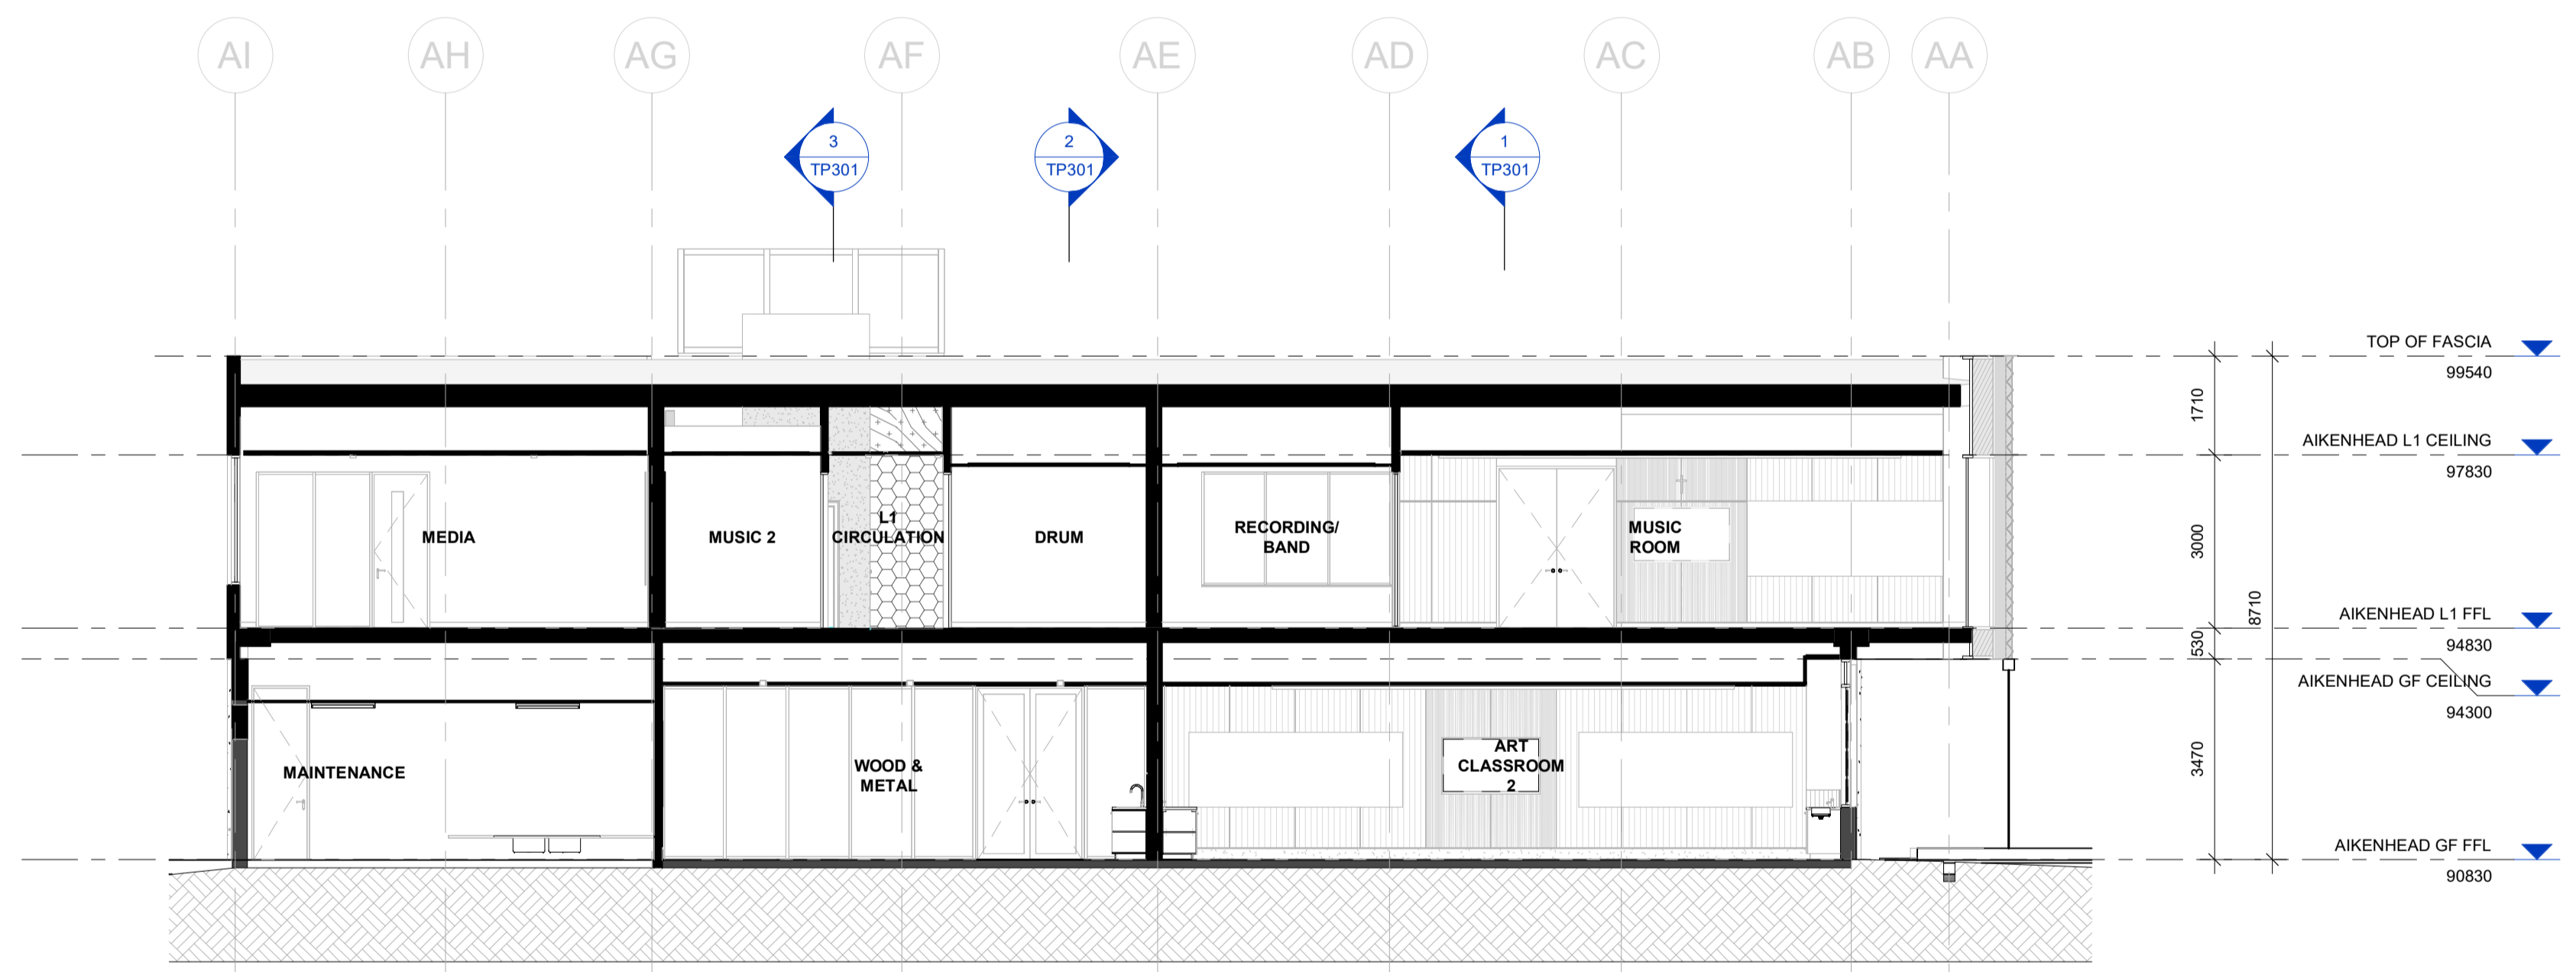 AI
AH
AG
AF
AE
AD
AC
AB
AA
3
TP301
2
TP301
1
TP301
TOP OF FASCIA
99540
1710
AIKENHEAD L1 CEILING
97830
MEDIA
MUSIC 2
L1
CIRCULATION
DRUM
RECORDING/
BAND
MUSIC
ROOM
3000
8710
AIKENHEAD L1 FFL
94830
530
AIKENHEAD GF CEILING
94300
MAINTENANCE
WOOD &
METAL
ART
CLASSROOM
2
3470
AIKENHEAD GF FFL
90830